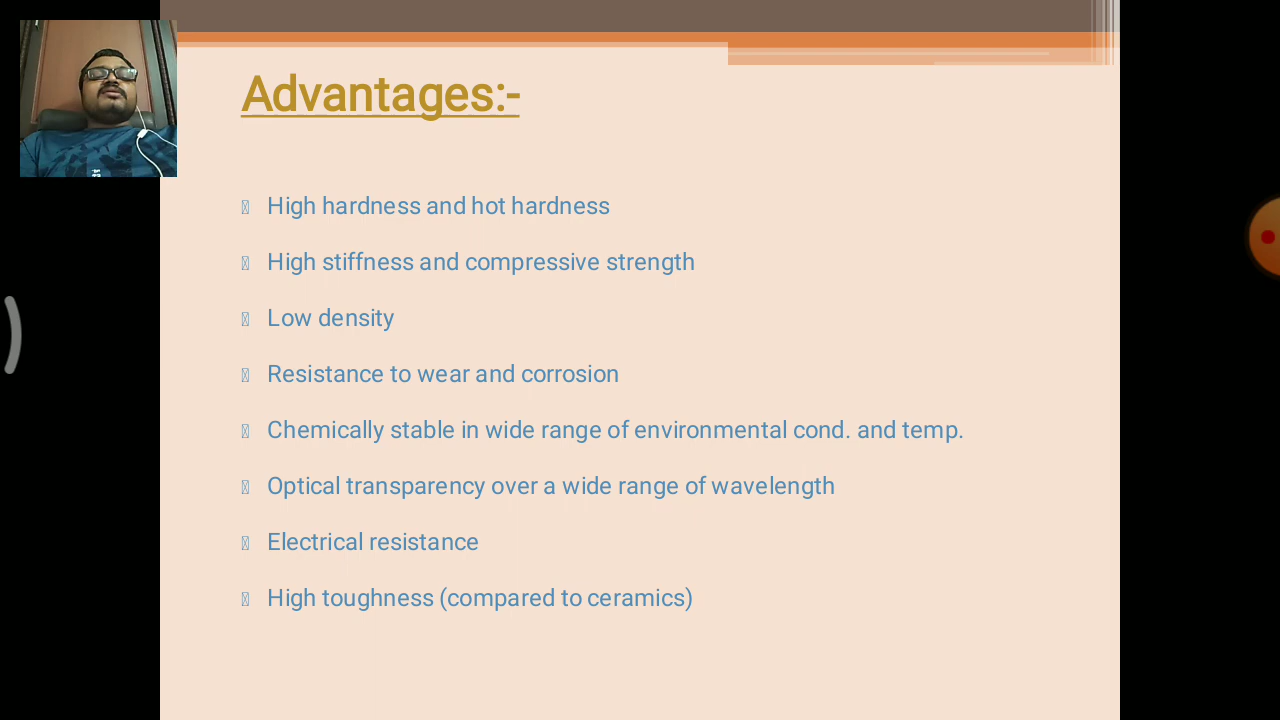 Advantages:-
High hardness and hot hardness
High stiffness and compressive strength
Low density
Resistance to wear and corrosion
Chemically stable in wide range of environmental cond. and temp.
Optical transparency over a wide range of wavelength
Electrical resistance
High toughness (compared to ceramics)